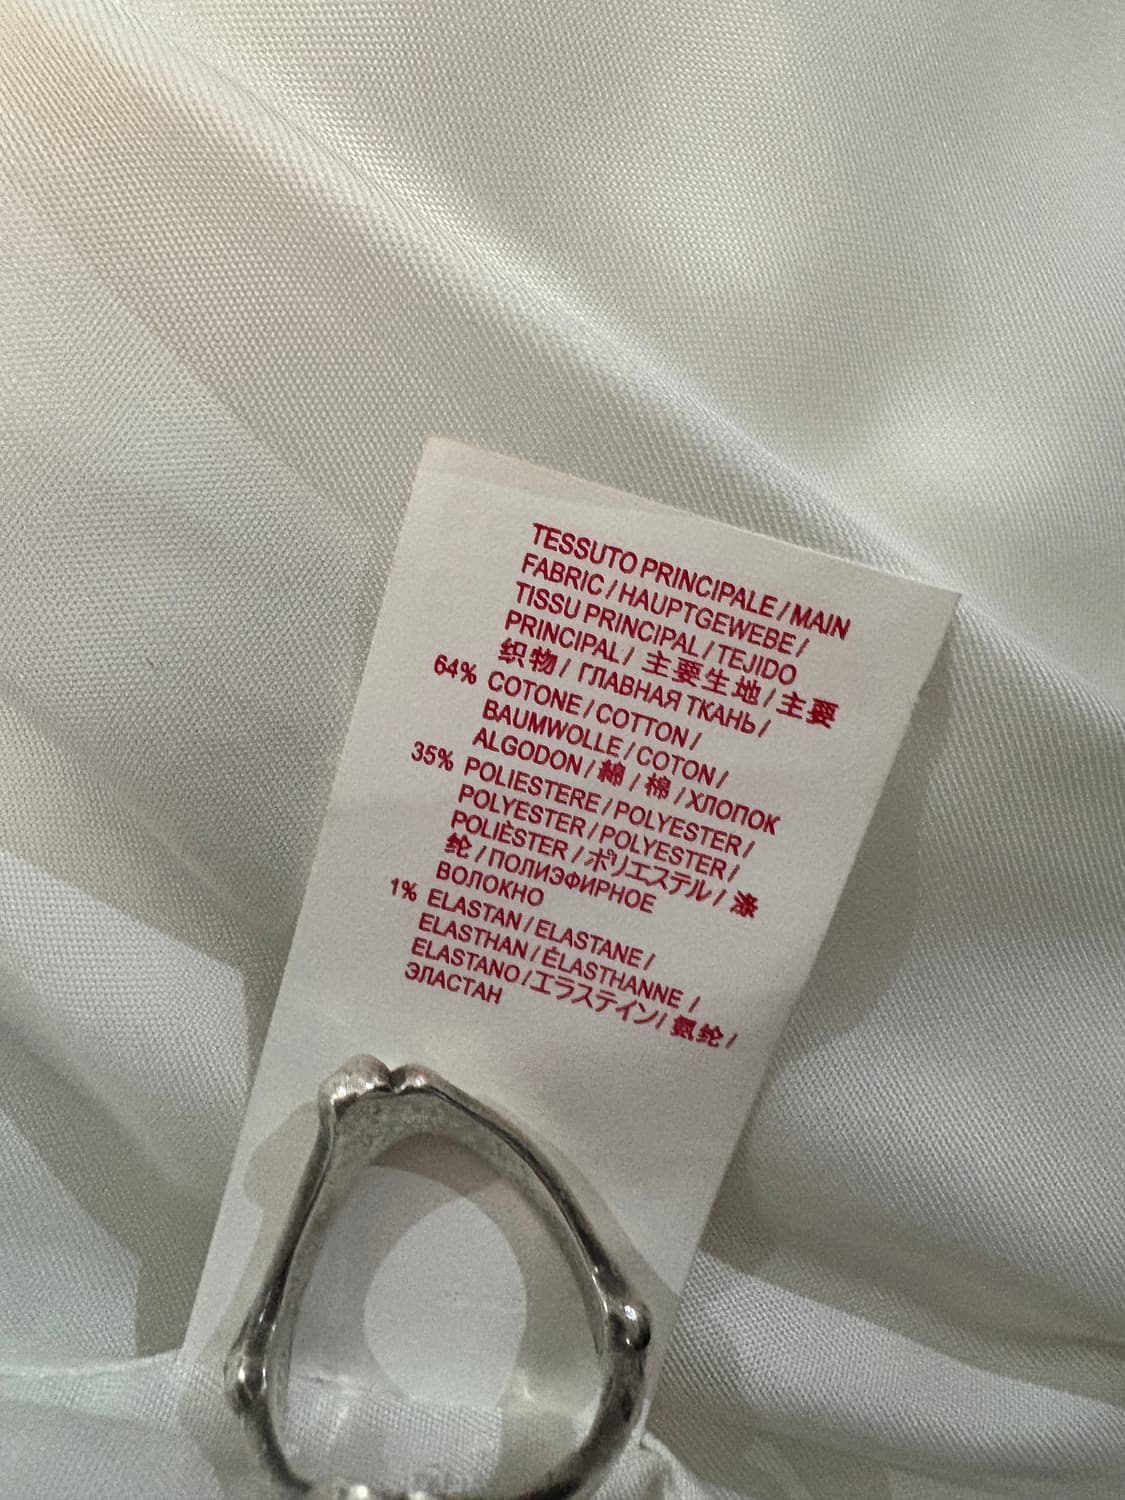 TESSUTO PRINCIPALE / MAIN
FABRIC / HAUPTGEWEBE /
TISSU PRINCIPAL / TEJIDO
PRINCIPAL / 主要生地 / 主要
织物 / ГЛАВНАЯ ТКАНЬ /
64% COTONE / COTTON /
BAUMWOLLE / COTON /
ALGODON / 綿 / 棉 / ХЛОПОК
35% POLIESTERE / POLYESTER /
POLYESTER / POLYESTER /
POLIÈSTER / ポリエステル / 涤
纶 / ПОЛИЭФИРНОЕ
ВОЛОКНО
1% ELASTAN / ELASTANE /
ELASTHAN / ÉLASTHANNE /
ELASTANO / エラステイン / 氨纶 /
ЭЛАСТАН